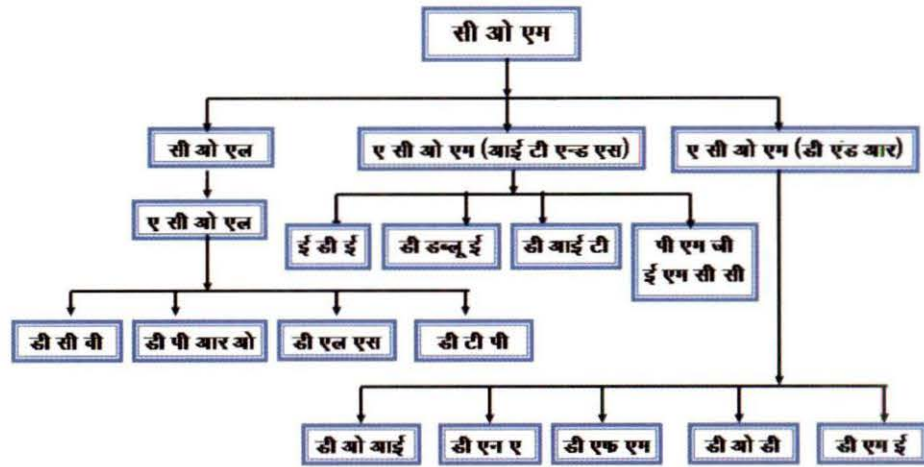 सी ओ एम
सी ओ एल
ए सी ओ एम (आई टी एन्ड एस)
ए सी ओ एम (डी एंड आर)
ए सी ओ एल
ई डी ई
डी डब्लू ई
डी आई टी
पी एम जी
ई एम सी सी
डी सी वी
डी पी आर ओ
डी एल एस
डी टी पी
डी ओ आई
डी एन ए
डी एफ एम
डी ओ डी
डी एम ई